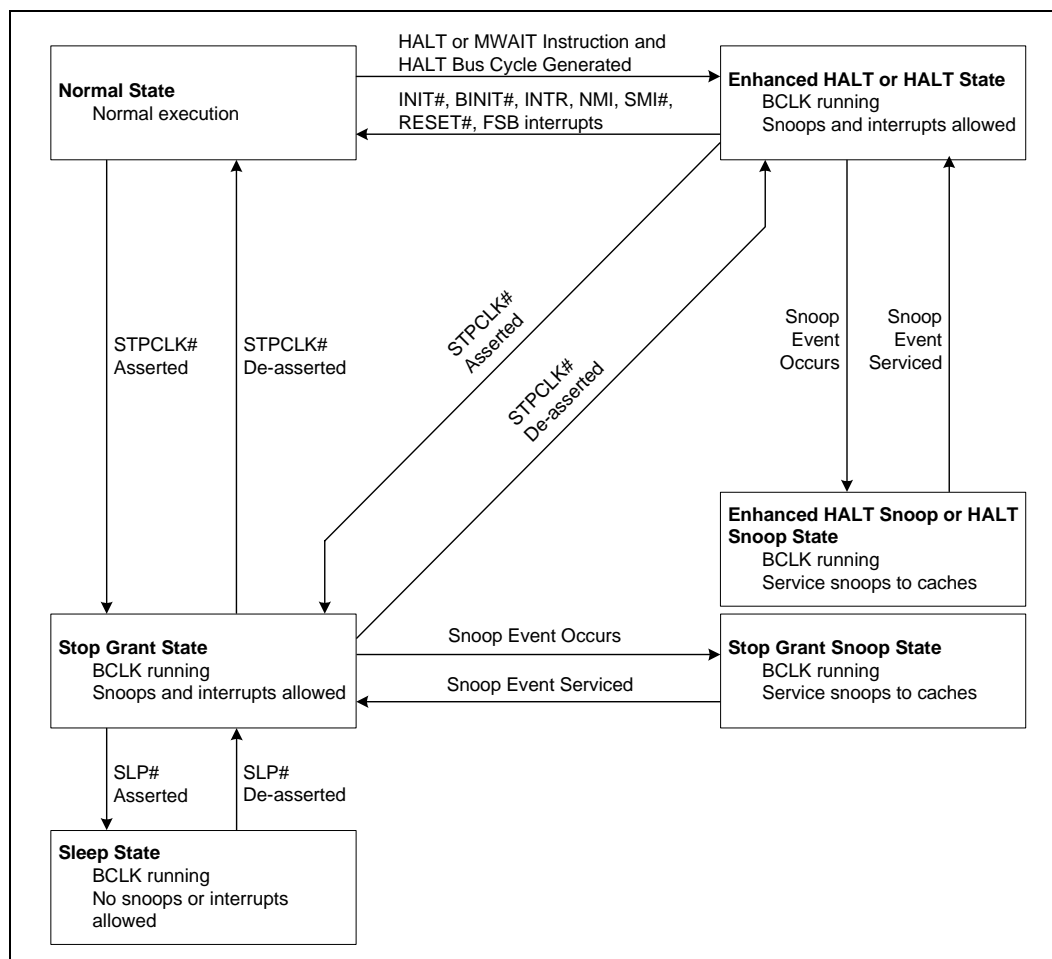 HALT or MWAIT Instruction and
HALT Bus Cycle Generated
Normal State
Normal execution
Enhanced HALT or HALT State
BCLK running
Snoops and interrupts allowed
INIT#, BINIT#, INTR, NMI, SMI#,
RESET#, FSB interrupts
STPCLK#
Asserted
STPCLK#
De-asserted
STPCLK#
Asserted
STPCLK#
De-asserted
Snoop
Event
Occurs
Snoop
Event
Serviced
Enhanced HALT Snoop or HALT
Snoop State
BCLK running
Service snoops to caches
Stop Grant State
BCLK running
Snoops and interrupts allowed
Snoop Event Occurs
Snoop Event Serviced
Stop Grant Snoop State
BCLK running
Service snoops to caches
SLP#
Asserted
SLP#
De-asserted
Sleep State
BCLK running
No snoops or interrupts
allowed